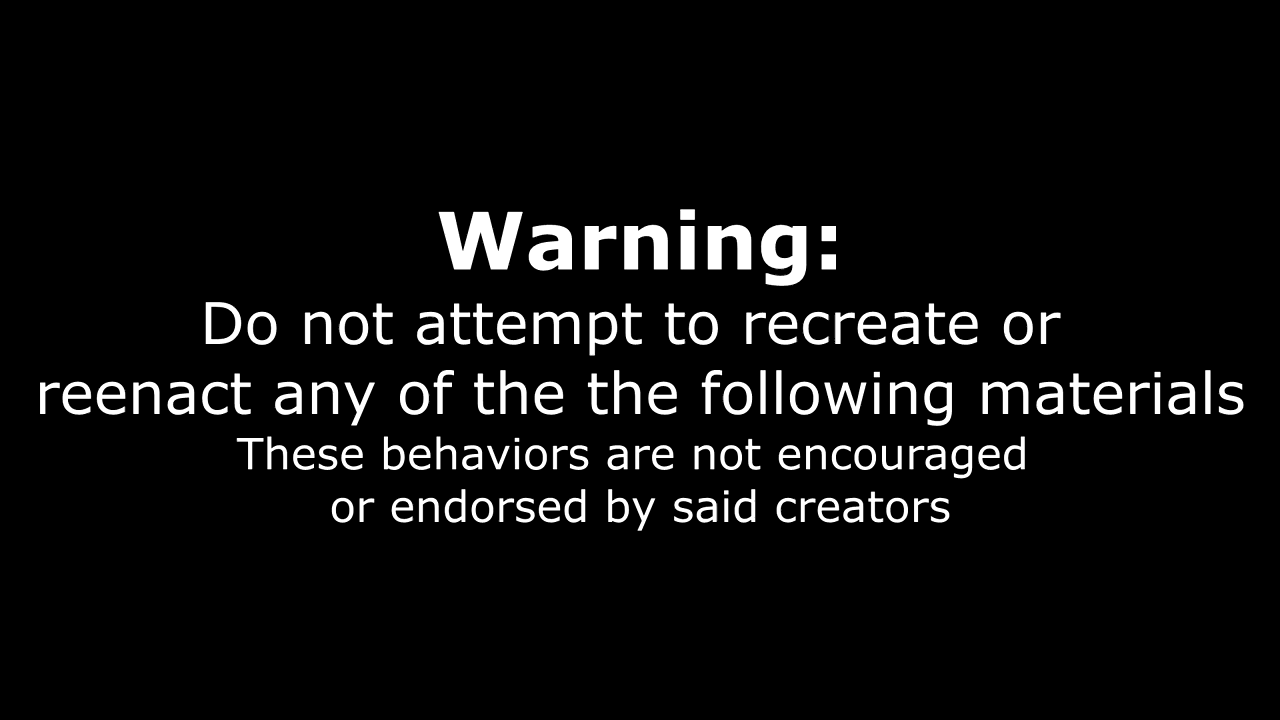 Warning:
Do not attempt to recreate or
reenact any of the the following materials
These behaviors are not encouraged
or endorsed by said creators